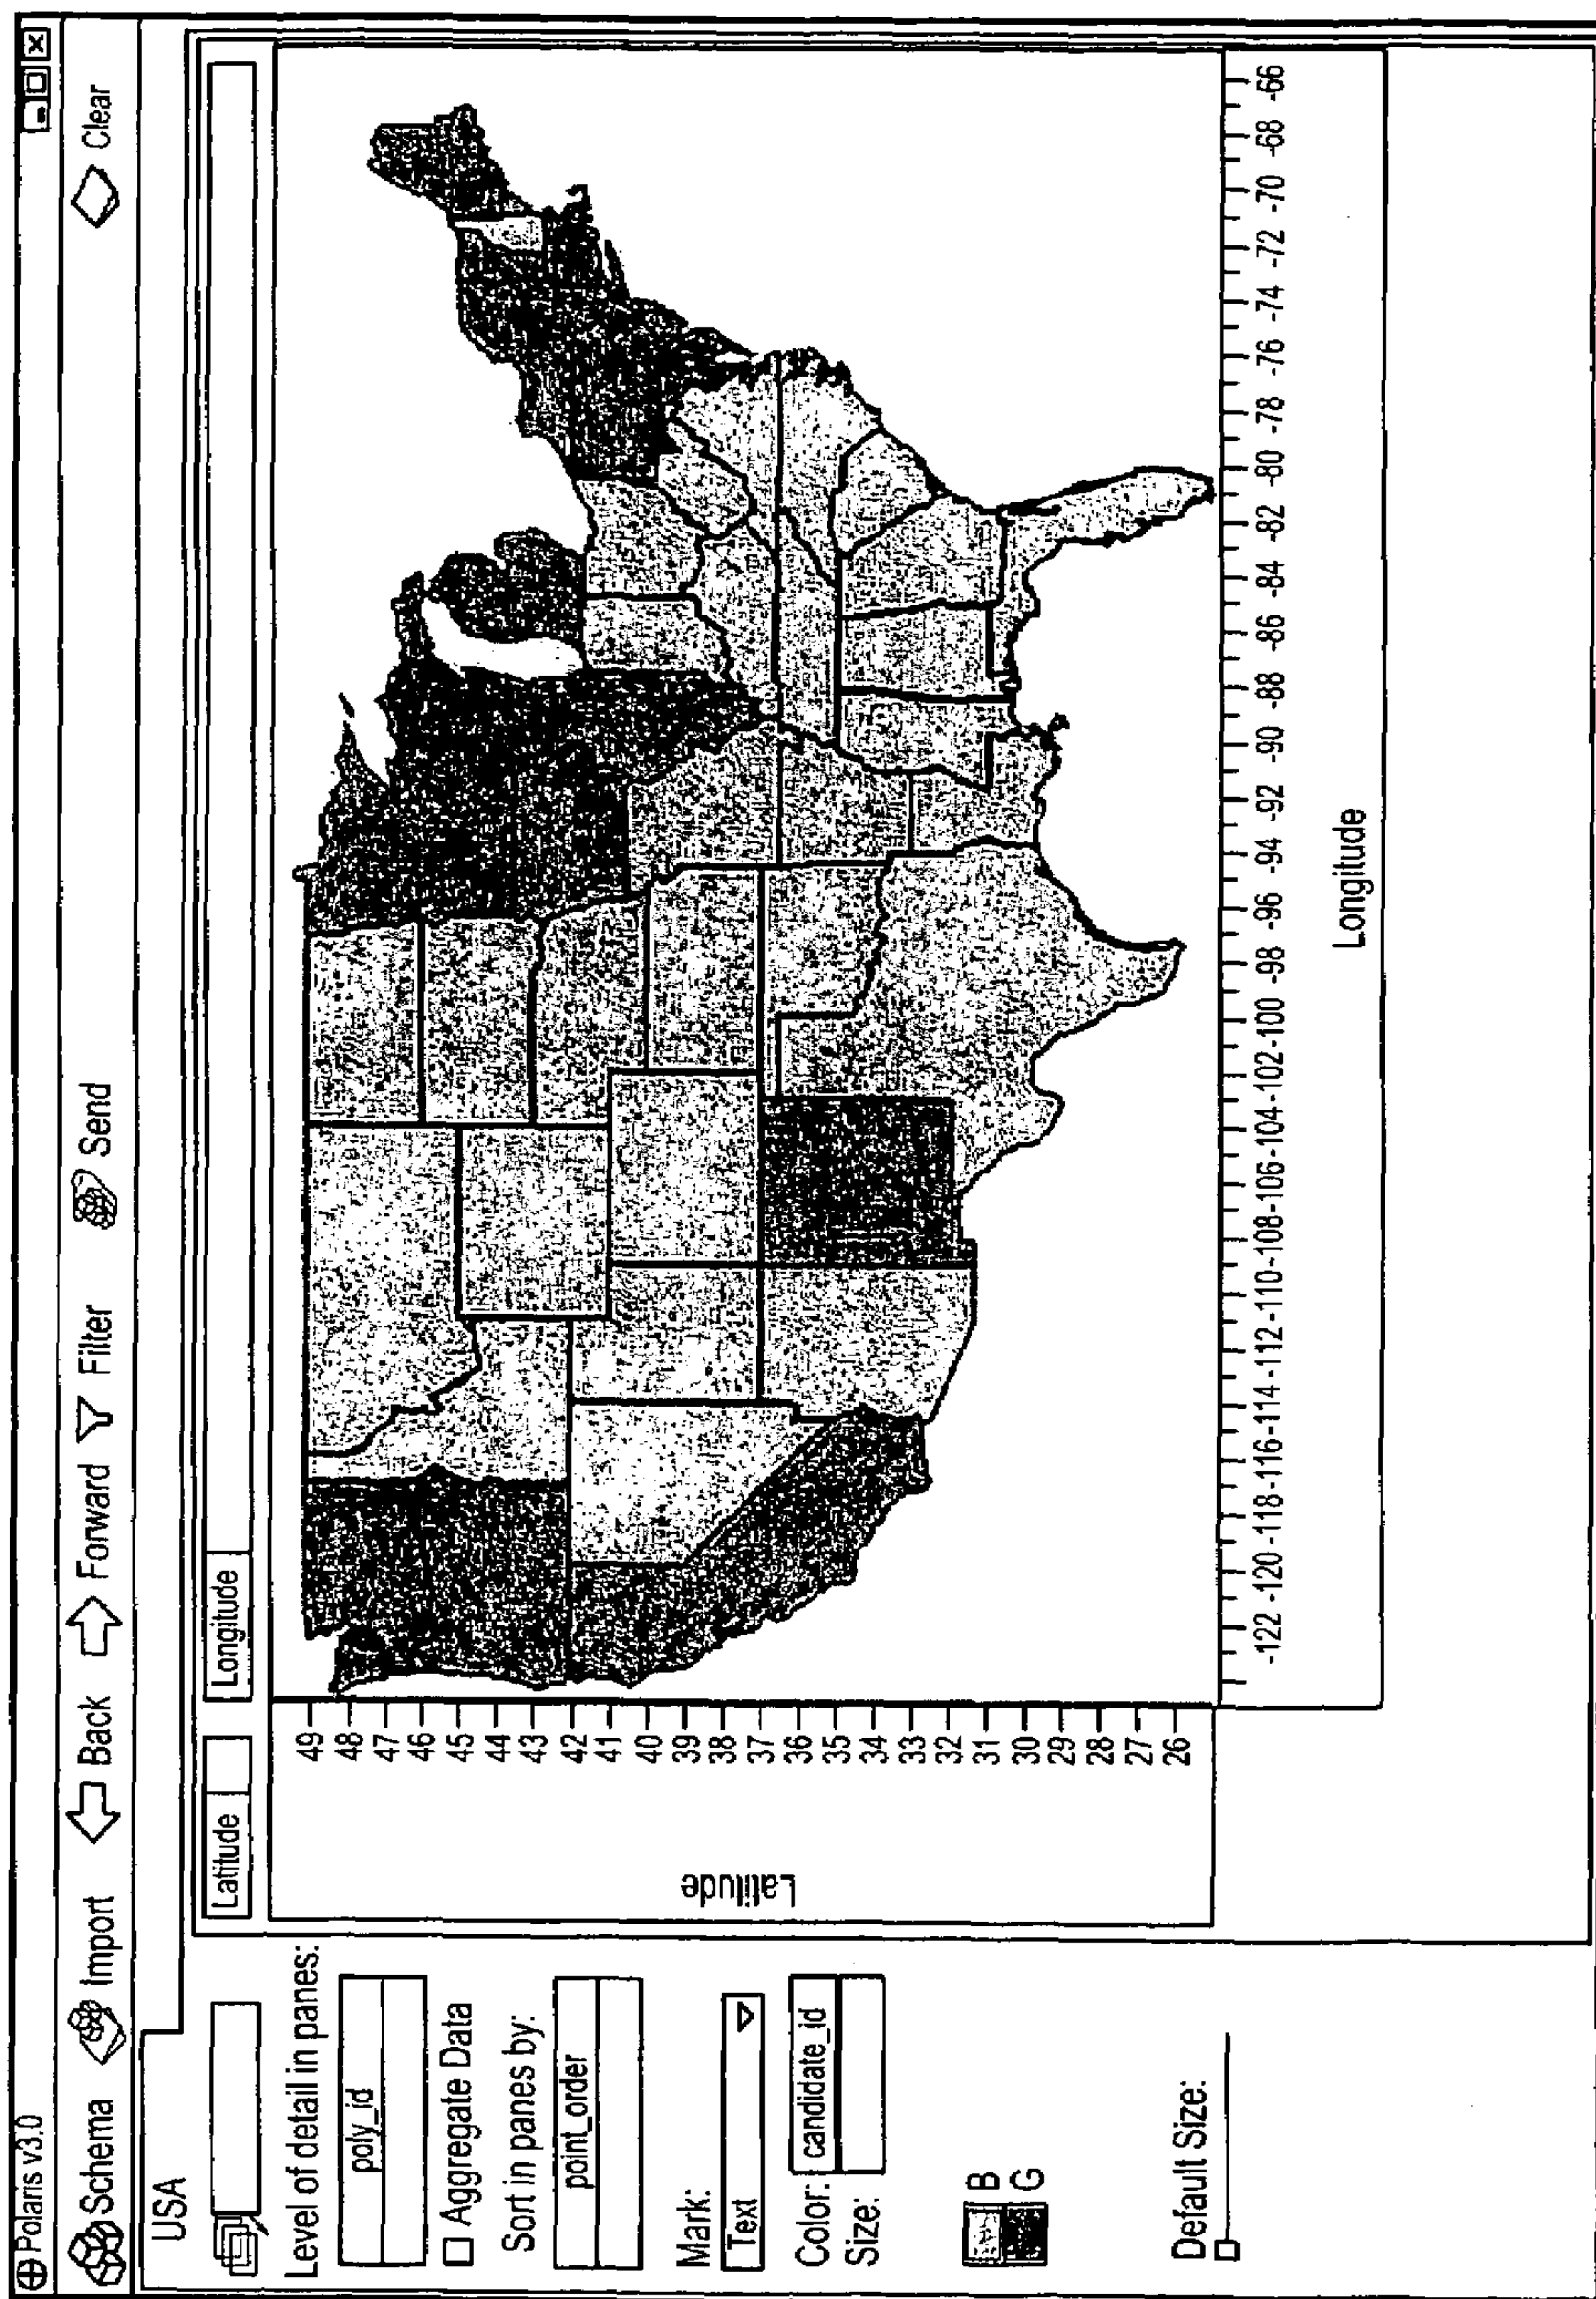 Polaris v3.0
Schema Import Back Forward Filter Send Clear
USA
Level of detail in panes:
poly_id
Aggregate Data
Sort in panes by:
point_order
Mark:
Text
Color: candidate_id
Size:
B
G
Default Size:
Latitude Longitude
Latitude
49
48
47
46
45
44
43
42
41
40
39
38
37
36
35
34
33
32
31
30
29
28
27
26
-122 -120 -118 -116 -114 -112 -110 -108 -106 -104 -102 -100 -98 -96 -94 -92 -90 -88 -86 -84 -82 -80 -78 -76 -74 -72 -70 -68 -66
Longitude